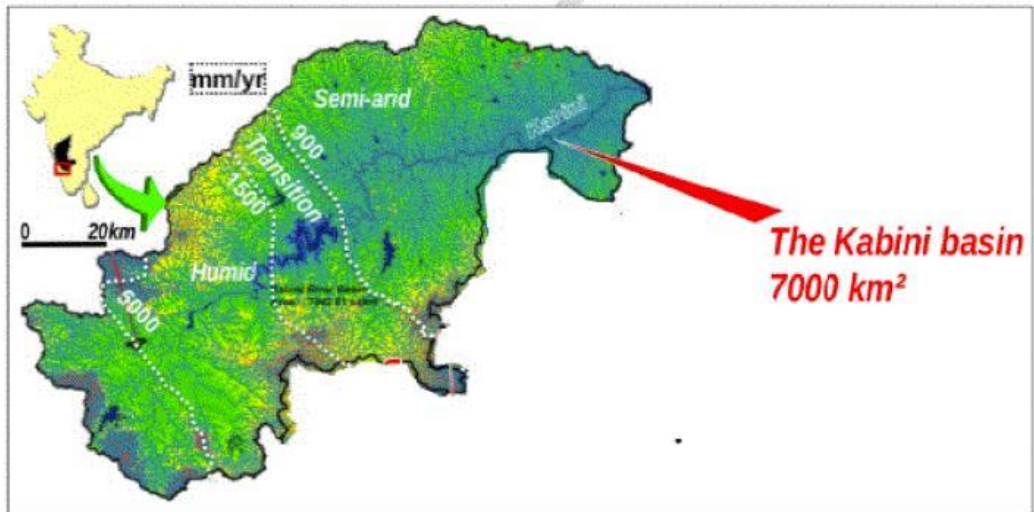 mm/yr
Semi-arid
Kabini
900
Transition
1500
Humid
5000
0 20km
The Kabini basin
7000 km²